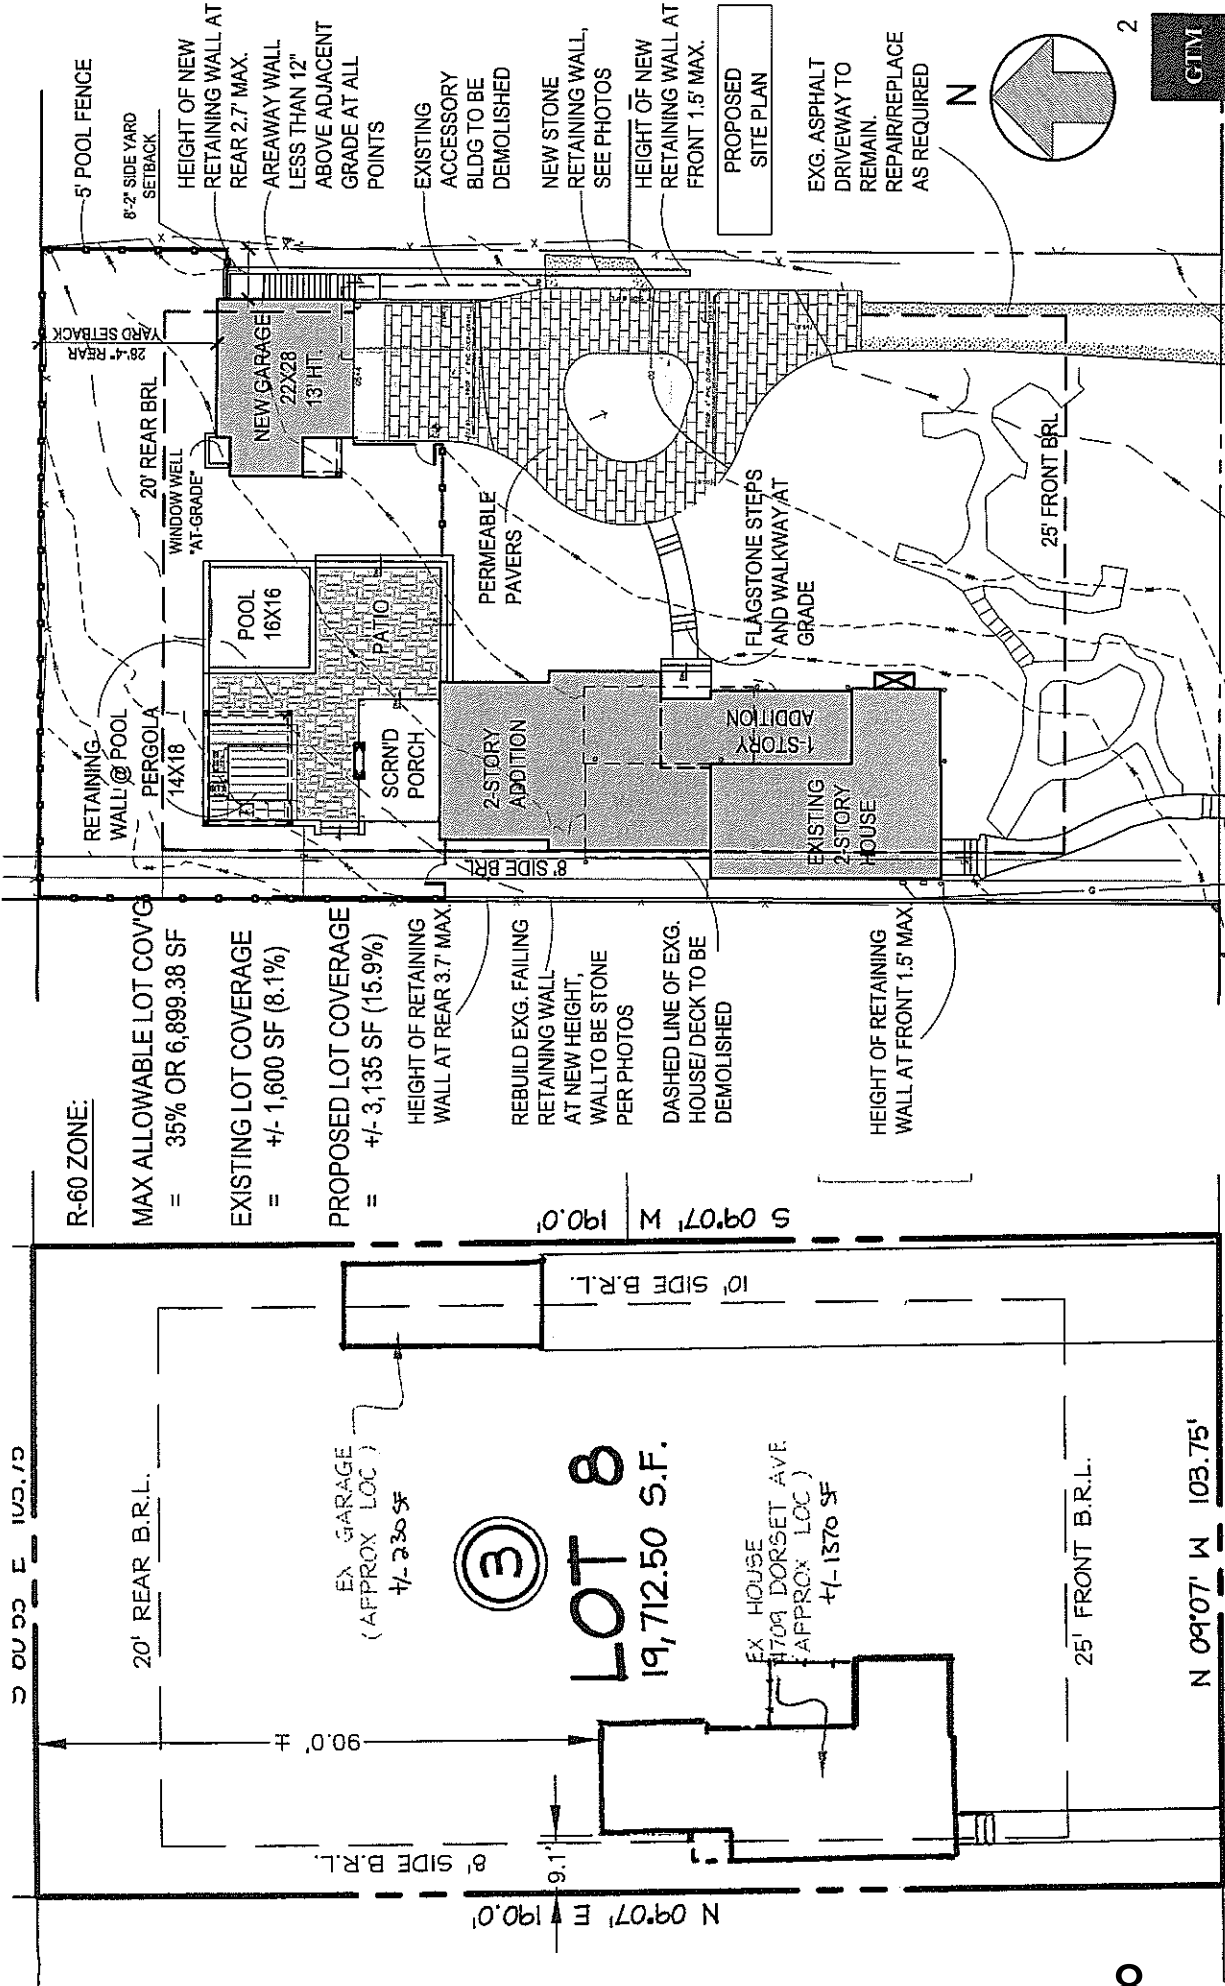 S 09°07' E 103.75'
20' REAR B.R.L.
90.0' ±
EX GARAGE
(APPROX LOC)
+/-230 SF
10' SIDE B.R.L.
8' SIDE B.R.L.
9.1'
N 09°07' E 190.0'
S 09°07' W 190.0'
3
LOT 8
19,712.50 S.F.
EX HOUSE
4709 DORSET AVE.
(APPROX LOC)
+/-1370 SF
25' FRONT B.R.L.
N 09°07' W 103.75'
R-60 ZONE:
MAX ALLOWABLE LOT COV'G
= 35% OR 6,899.38 SF
EXISTING LOT COVERAGE
= +/- 1,600 SF (8.1%)
PROPOSED LOT COVERAGE
= +/- 3,135 SF (15.9%)
HEIGHT OF RETAINING
WALL AT REAR 3.7' MAX.
REBUILD EXG. FAILING
RETAINING WALL
AT NEW HEIGHT,
WALL TO BE STONE
PER PHOTOS
DASHED LINE OF EXG.
HOUSE/ DECK TO BE
DEMOLISHED
HEIGHT OF RETAINING
WALL AT FRONT 1.5' MAX.
RETAINING
WALL @ POOL
PERGOLA
14X18
20' REAR BRL
WINDOW WELL
"AT-GRADE"
28'-4" REAR
YARD SETBACK
POOL
16X16
PATIO
SCRN'D
PORCH
8' SIDE BRL
2-STORY
ADDITION
1-STORY
ADDITION
EXISTING
2-STORY
HOUSE
NEW GARAGE
22X28
13' HT.
PERMEABLE
PAVERS
FLAGSTONE STEPS
AND WALKWAY AT
GRADE
25' FRONT BRL
5' POOL FENCE
8'-2" SIDE YARD
SETBACK
HEIGHT OF NEW
RETAINING WALL AT
REAR 2.7' MAX.
AREAWAY WALL
LESS THAN 12"
ABOVE ADJACENT
GRADE AT ALL
POINTS
EXISTING
ACCESSORY
BLDG TO BE
DEMOLISHED
NEW STONE
RETAINING WALL,
SEE PHOTOS
HEIGHT OF NEW
RETAINING WALL AT
FRONT 1.5' MAX.
PROPOSED
SITE PLAN
EXG. ASPHALT
DRIVEWAY TO
REMAIN.
REPAIR/REPLACE
AS REQUIRED
N
2
GTM